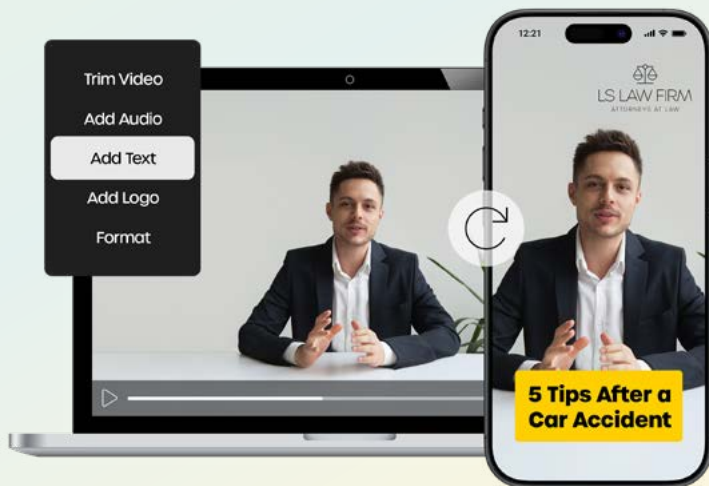 Trim Video
Add Audio
Add Text
Add Logo
Format
12:21
LS LAW FIRM
ATTORNEYS AT LAW
5 Tips After a
Car Accident